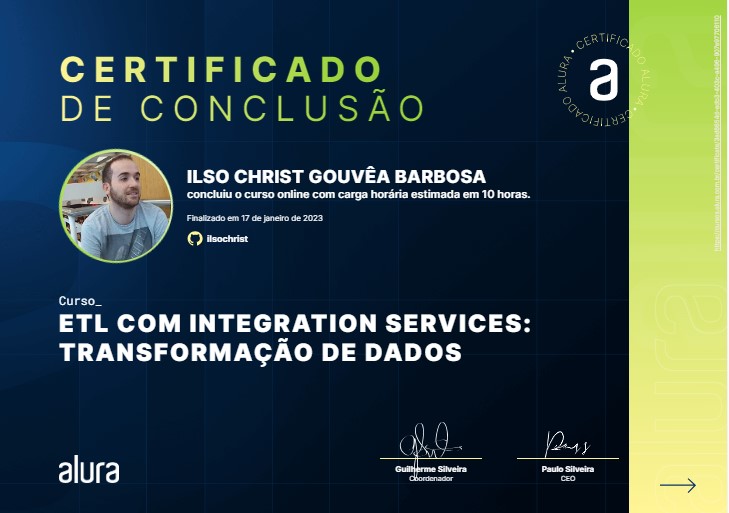 CERTIFICADO
DE CONCLUSÃO
CERTIFICADO ALURA • CERTIFICADO ALURA •
a
ILSO CHRIST GOUVÊA BARBOSA
concluiu o curso online com carga horária estimada em 10 horas.
Finalizado em 17 de janeiro de 2023
ilsochrist
Curso_
ETL COM INTEGRATION SERVICES:
TRANSFORMAÇÃO DE DADOS
alura
Guilherme Silveira
Coordenador
Paulo Silveira
CEO
alura